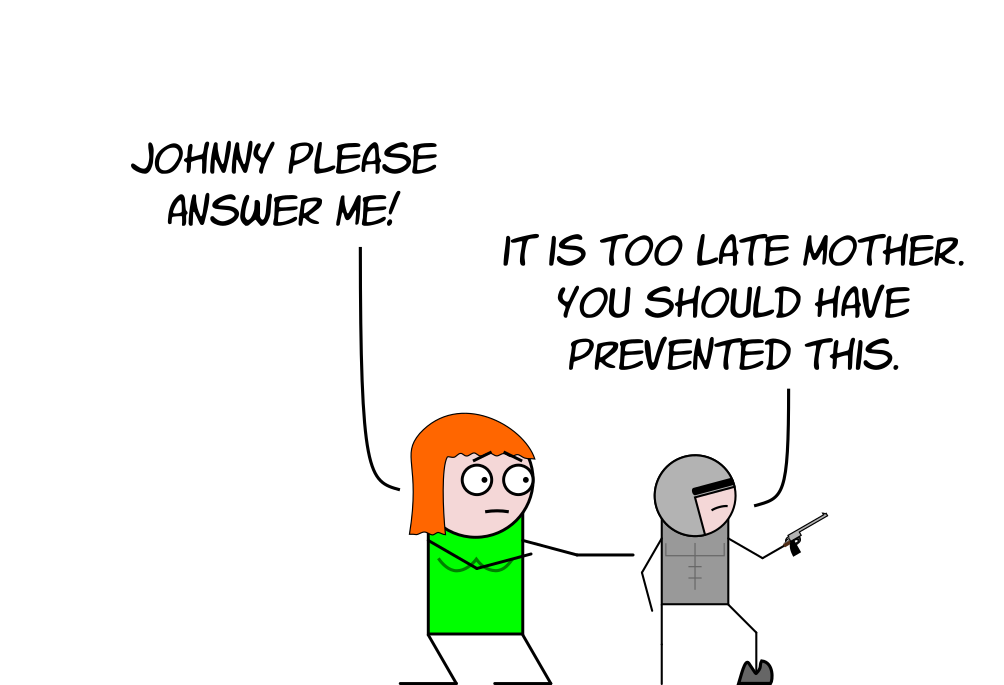 JOHNNY PLEASE
ANSWER ME!
IT IS TOO LATE MOTHER.
YOU SHOULD HAVE
PREVENTED THIS.